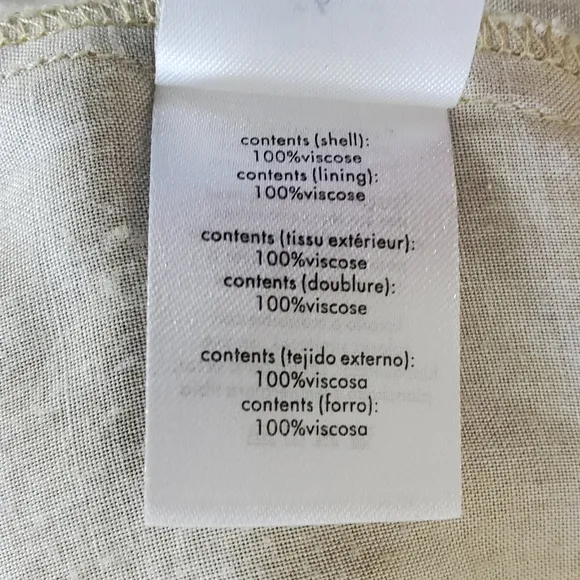 contents (shell):
100%viscose
contents (lining):
100%viscose
contents (tissu extérieur):
100%viscose
contents (doublure):
100%viscose
contents (tejido externo):
100%viscosa
contents (forro):
100%viscosa